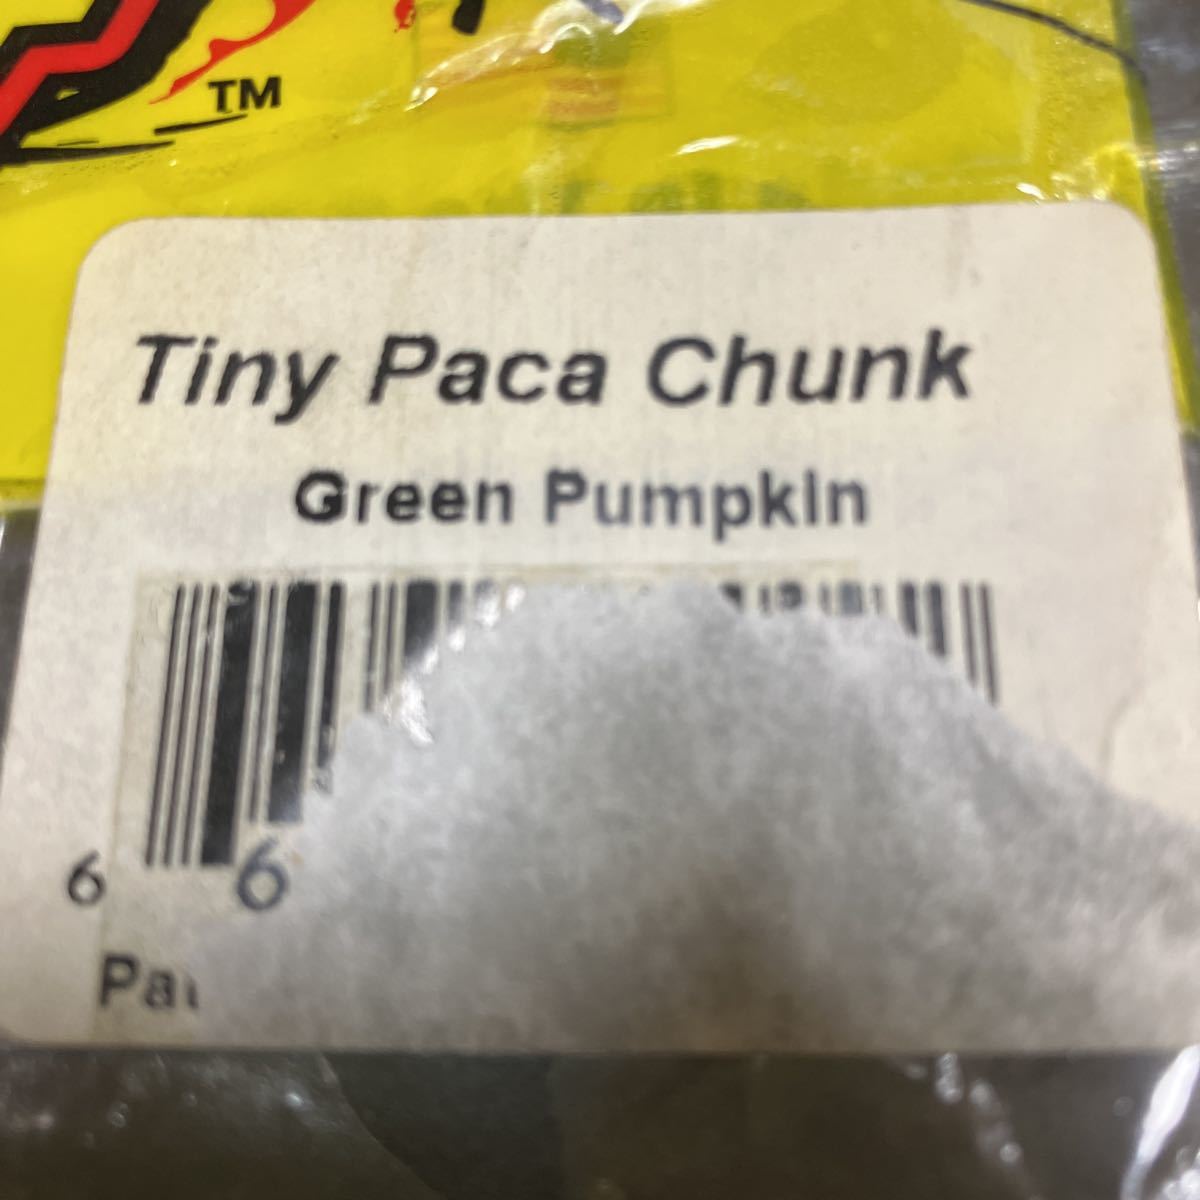 TM
Tiny Paca Chunk
Green Pumpkin
6 6